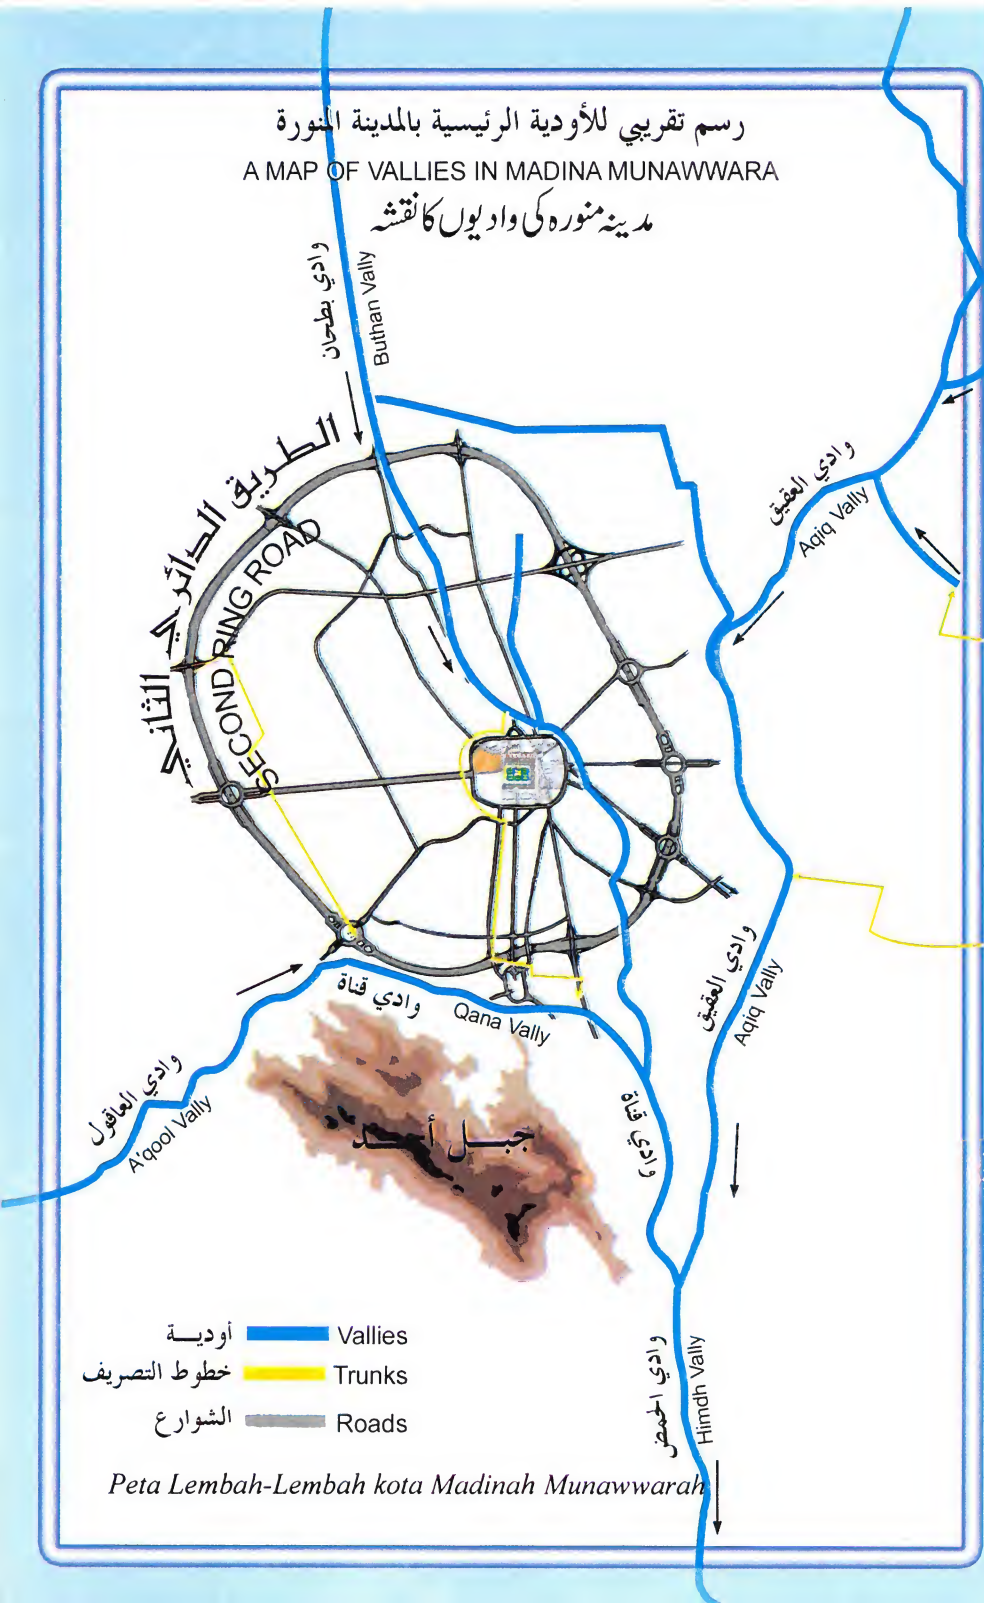 رسم تقريبي للأودية الرئيسية بالمدينة المنورة
A MAP OF VALLIES IN MADINA MUNAWWARA
مدینہ منورہ کی وادیوں کا نقشہ
وادي بطحان
Buthan Vally
الطريق الدائري الثاني
SECOND RING ROAD
وادي العقيق
Aqiq Vally
وادي العقيق
Aqiq Vally
وادي قناة
Qana Vally
وادي العاقول
A'qool Vally
جبل أحد
وادي قناة
أودية Vallies
خطوط التصريف Trunks
الشوارع Roads
وادي الحمض
Himdh Vally
Peta Lembah-Lembah kota Madinah Munawwarah